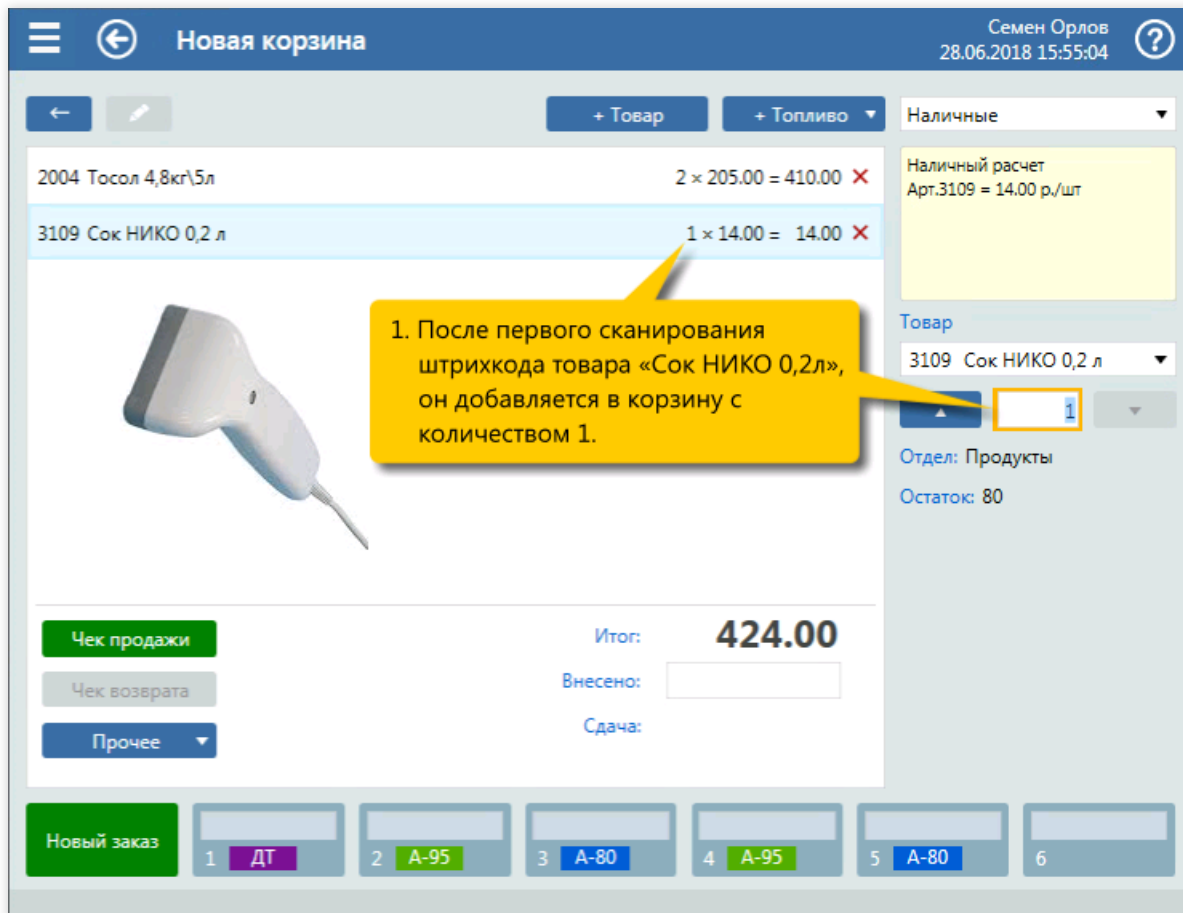 Новая корзина
Семен Орлов
28.06.2018 15:55:04
?
+ Товар
+ Топливо
Наличные
2004 Тосол 4,8кг\5л 2 × 205.00 = 410.00
3109 Сок НИКО 0,2 л 1 × 14.00 = 14.00
Наличный расчет
Арт.3109 = 14.00 р./шт
1. После первого сканирования
штрихкода товара «Сок НИКО 0,2л»,
он добавляется в корзину с
количеством 1.
Товар
3109 Сок НИКО 0,2 л
1
Отдел: Продукты
Остаток: 80
Чек продажи
Чек возврата
Прочее
Итог: 424.00
Внесено:
Сдача:
Новый заказ
1 ДТ
2 А-95
3 А-80
4 А-95
5 А-80
6